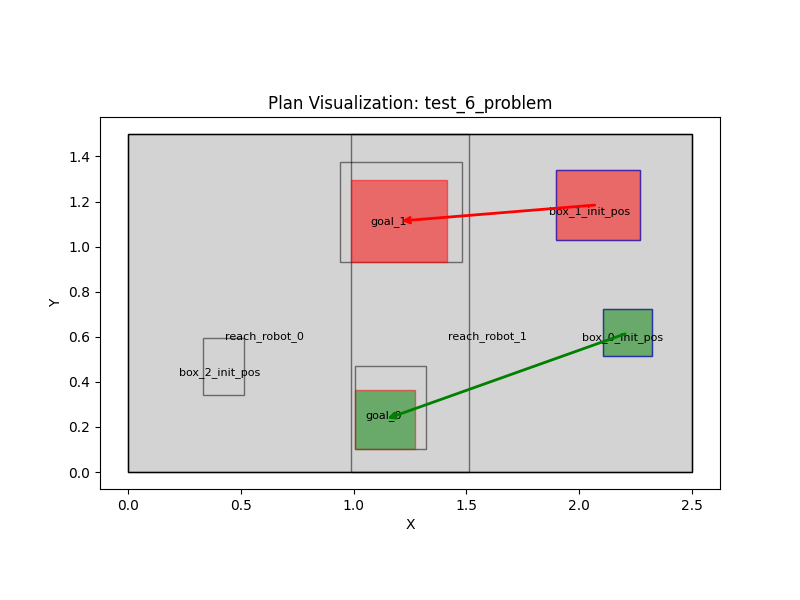 Plan Visualization: test_6_problem
1.4
1.2
1.0
0.8
0.6
0.4
0.2
0.0
Y
goal_1
box_1_init_pos
reach_robot_0
reach_robot_1
box_0_init_pos
box_2_init_pos
goal_0
0.0 0.5 1.0 1.5 2.0 2.5
X